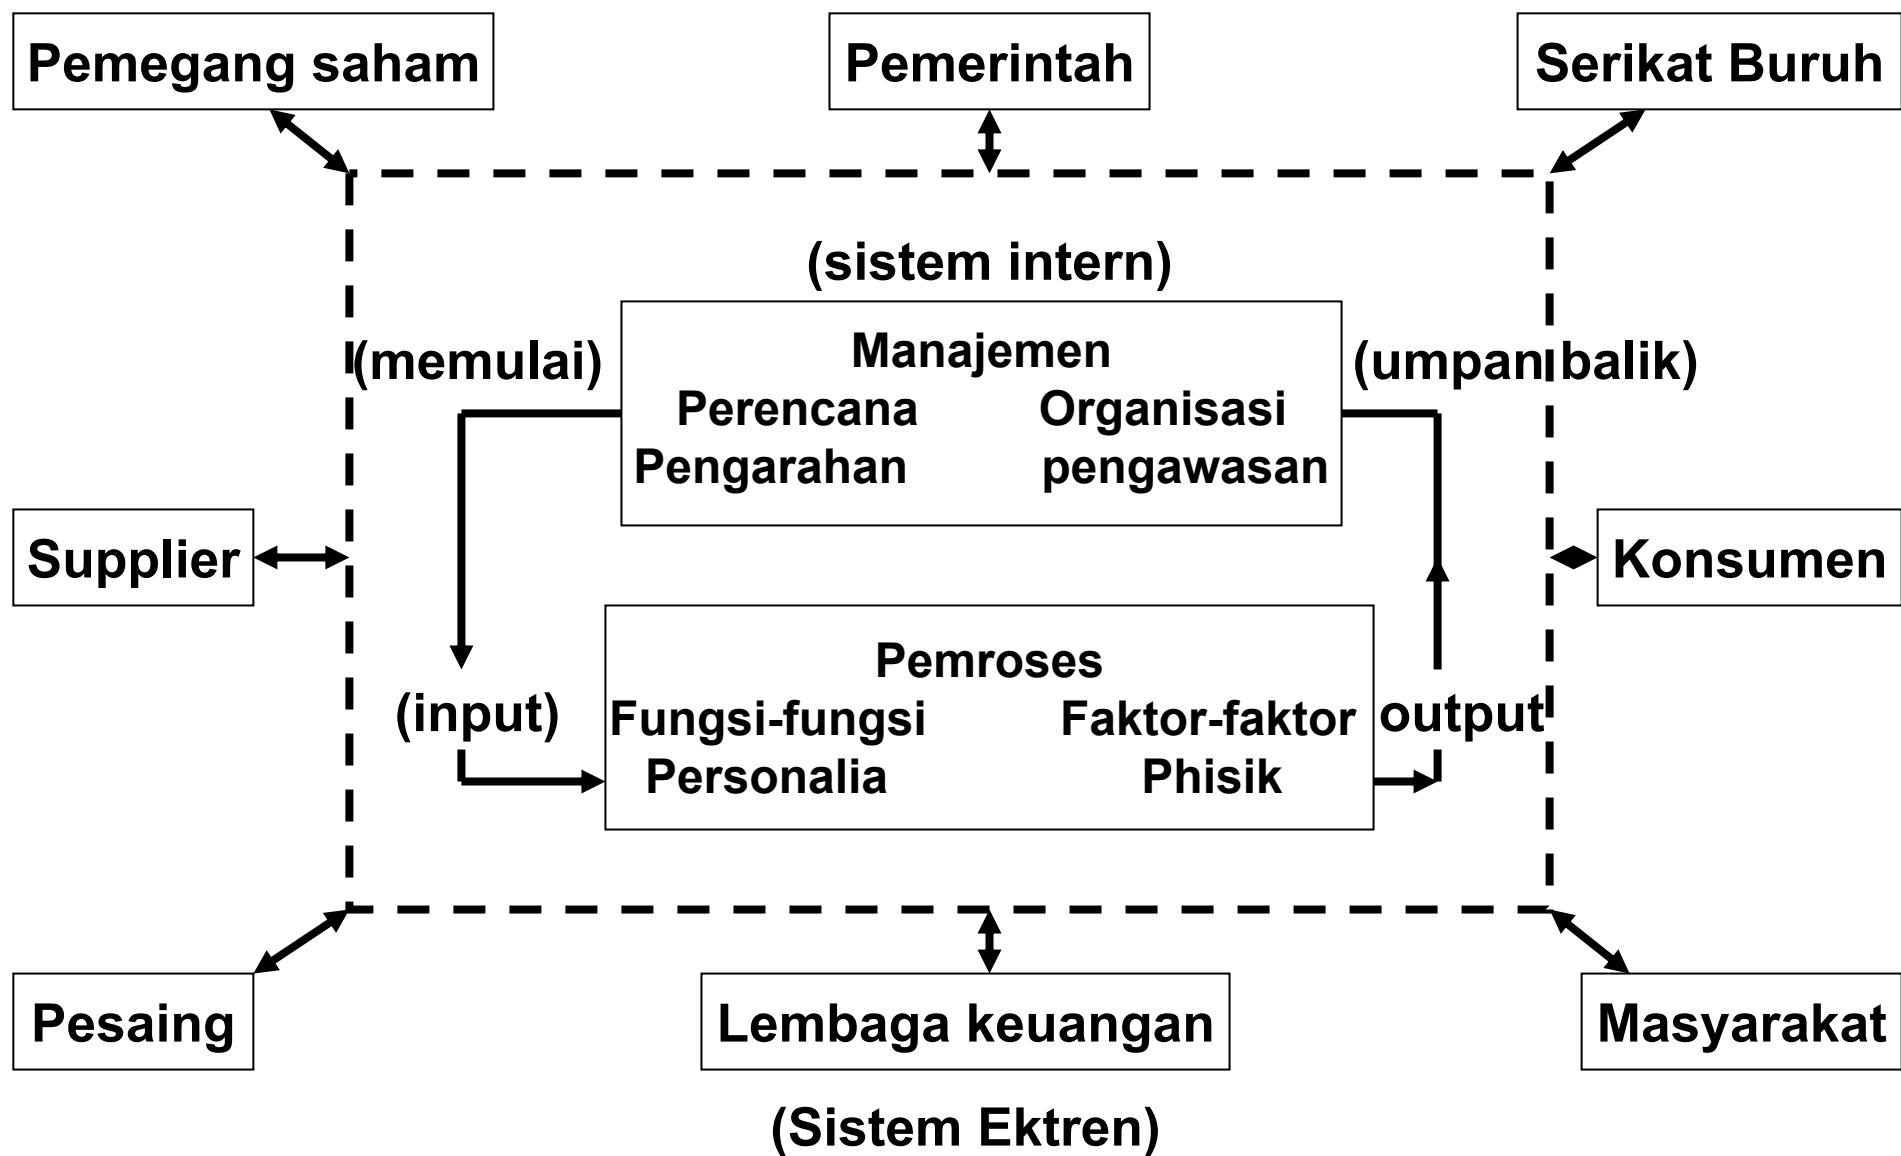 Pemegang saham
Pemerintah
Serikat Buruh
(sistem intern)
(memulai)
Manajemen
Perencana Organisasi
Pengarahan pengawasan
(umpan balik)
Supplier
Konsumen
(input)
Pemroses
Fungsi-fungsi Faktor-faktor
Personalia Phisik
output
Pesaing
Lembaga keuangan
Masyarakat
(Sistem Ektren)